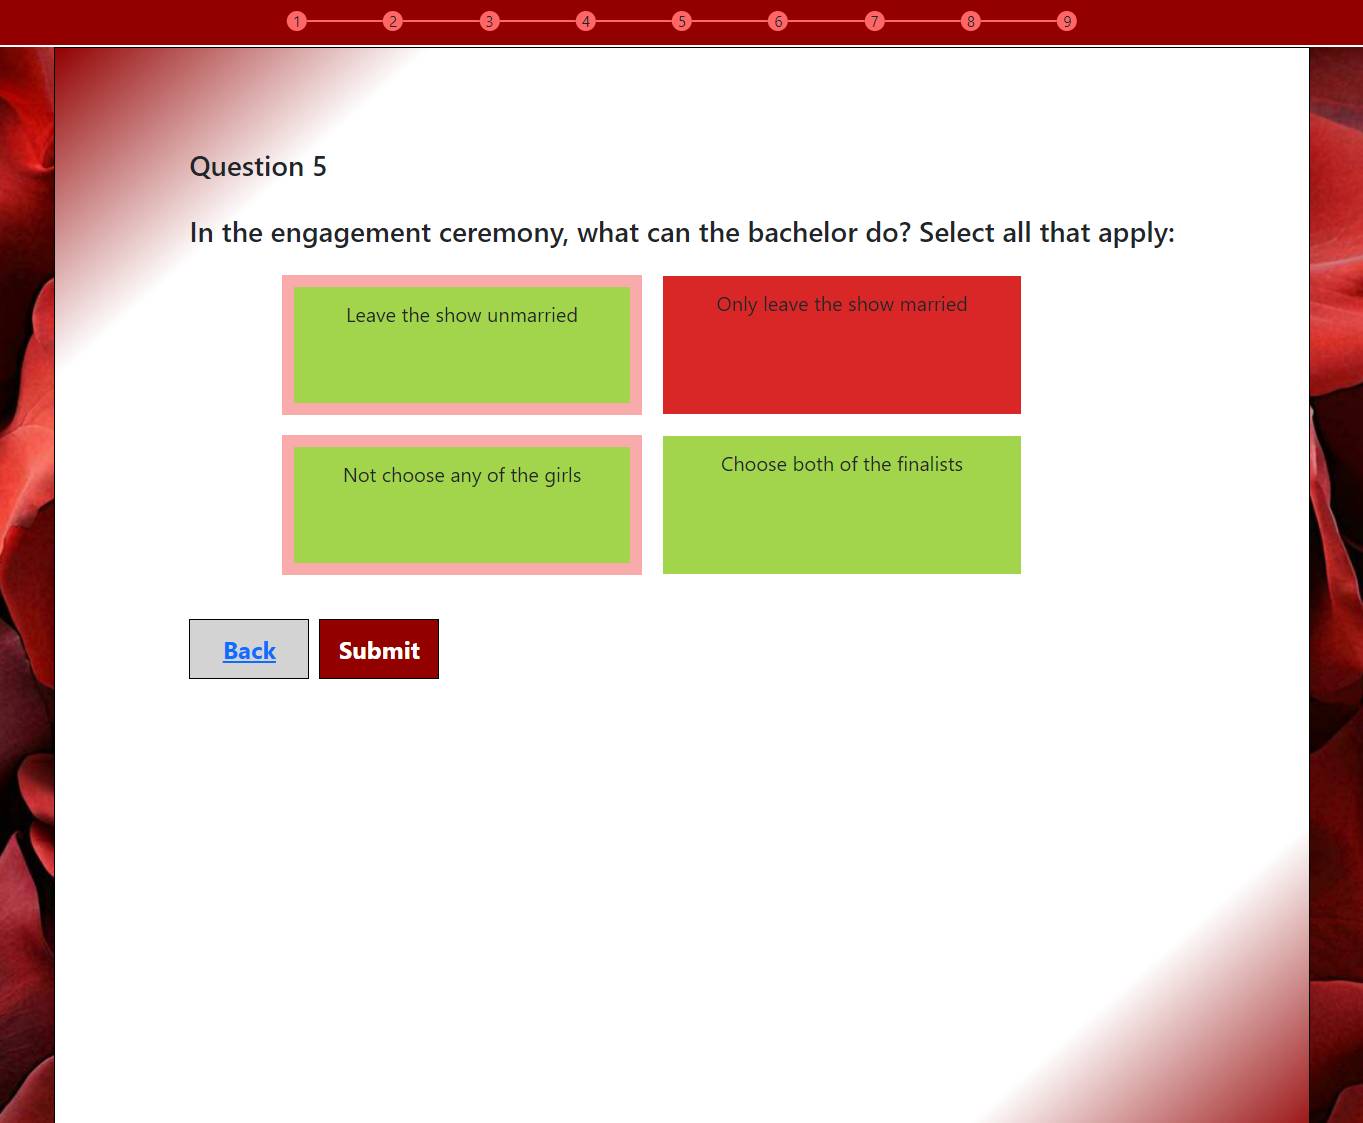 1 2 3 4 5 6 7 8 9
Question 5
In the engagement ceremony, what can the bachelor do? Select all that apply:
Leave the show unmarried
Only leave the show married
Not choose any of the girls
Choose both of the finalists
Back
Submit